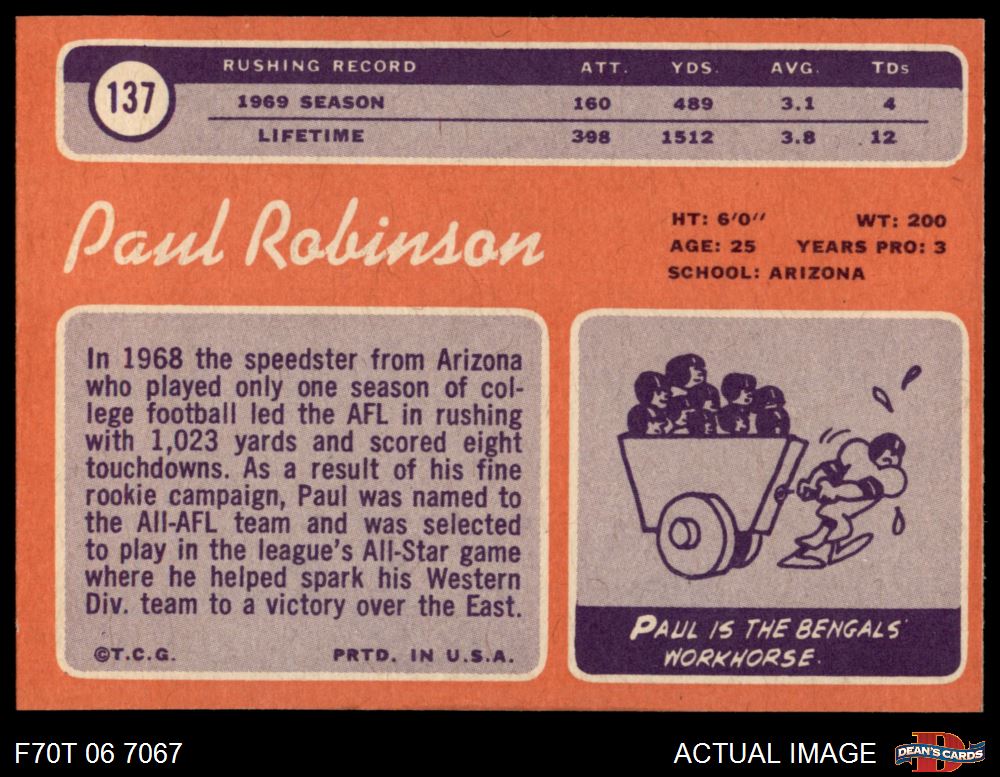 137
RUSHING RECORD ATT. YDS. AVG. TDs
1969 SEASON 160 489 3.1 4
LIFETIME 398 1512 3.8 12
Paul Robinson
HT: 6'0" WT: 200
AGE: 25 YEARS PRO: 3
SCHOOL: ARIZONA
In 1968 the speedster from Arizona
who played only one season of col-
lege football led the AFL in rushing
with 1,023 yards and scored eight
touchdowns. As a result of his fine
rookie campaign, Paul was named to
the All-AFL team and was selected
to play in the league's All-Star game
where he helped spark his Western
Div. team to a victory over the East.
©T.C.G. PRTD. IN U.S.A.
PAUL IS THE BENGALS'
WORKHORSE.
F70T 06 7067
ACTUAL IMAGE
D
DEAN'S CARDS